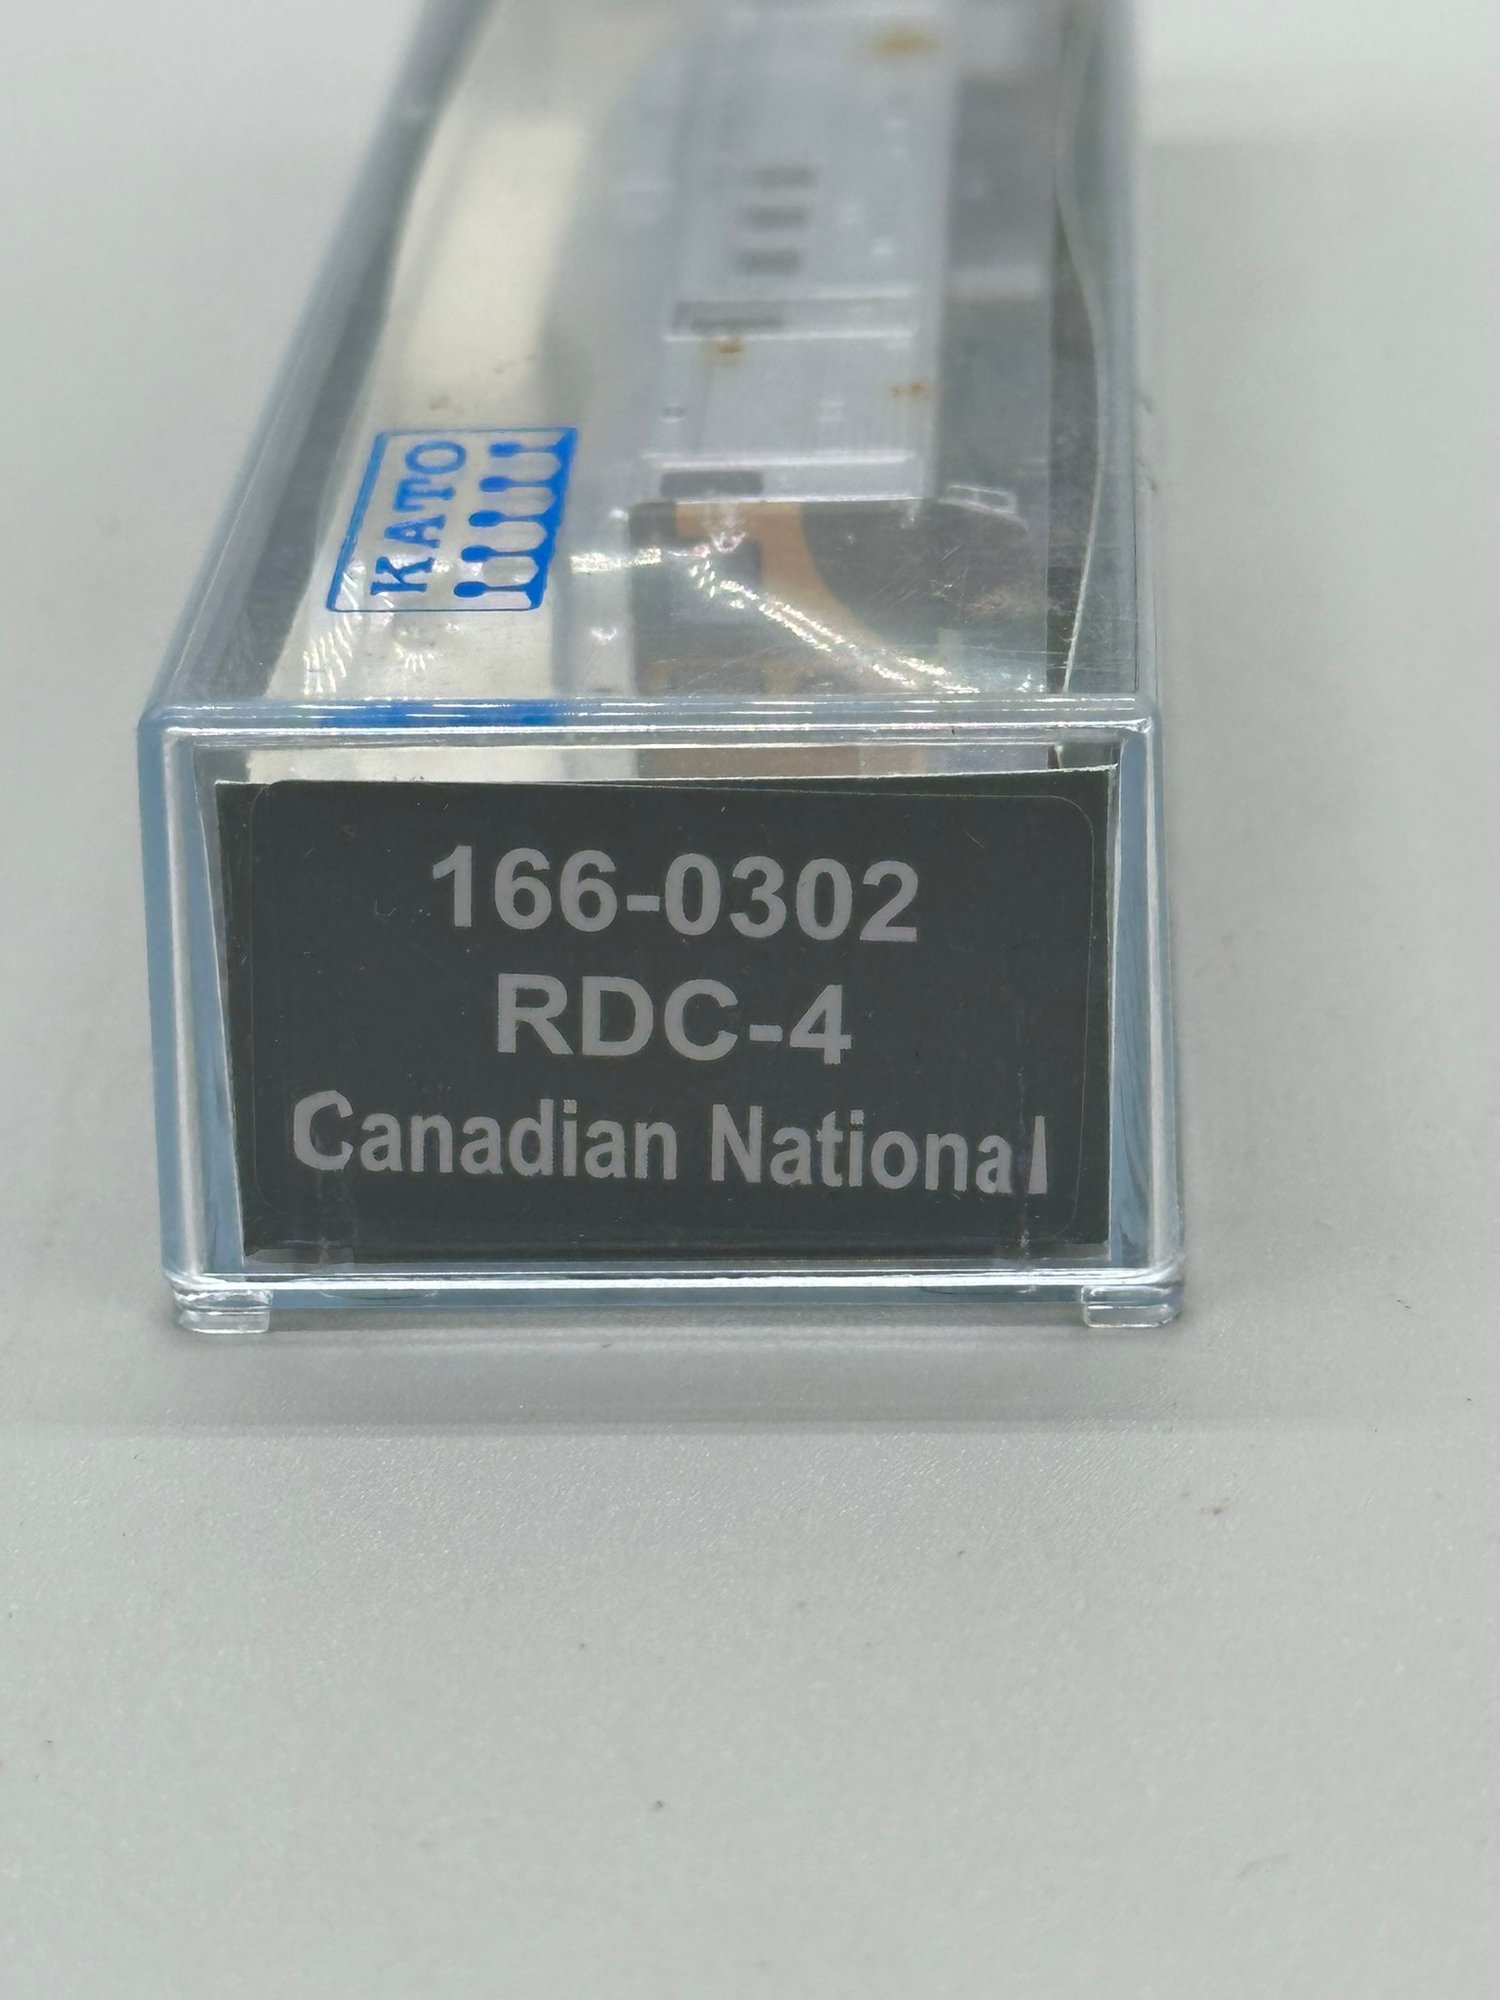 KATO
166-0302
RDC-4
Canadian National